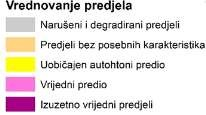 Vrednovanje predjela
Narušeni i degradirani predjeli
Predjeli bez posebnih karakteristika
Uobičajen autohtoni predio
Vrijedni predio
Izuzetno vrijedni predjeli